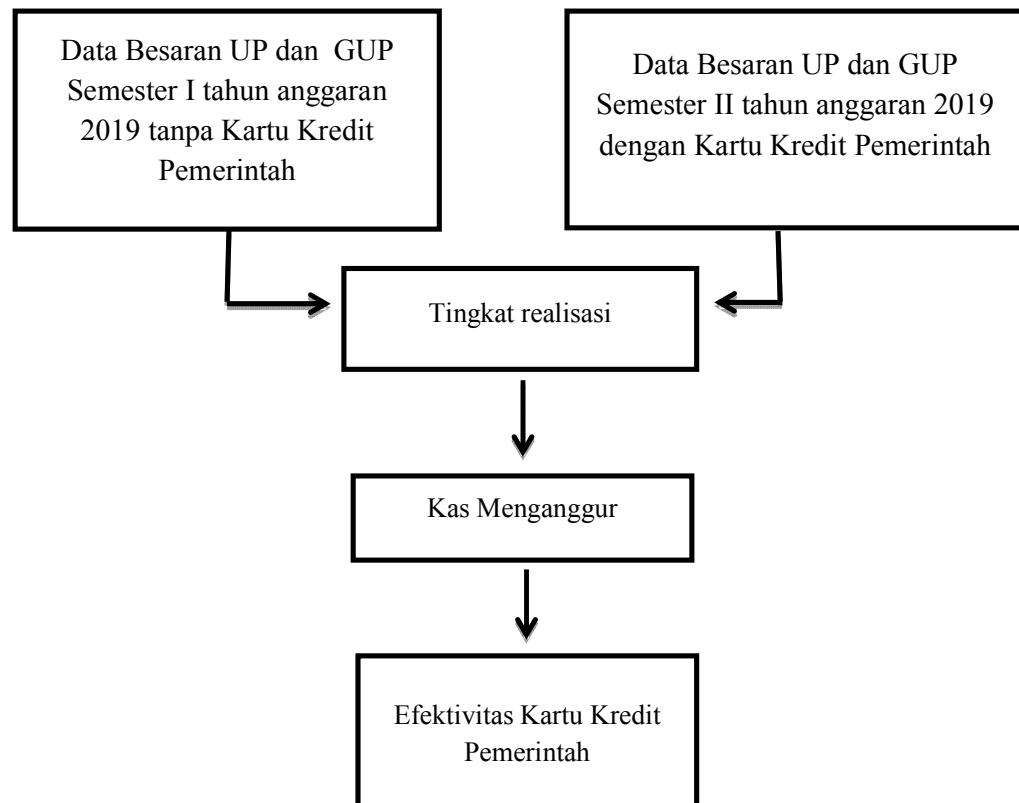 Data Besaran UP dan  GUP
Semester I tahun anggaran
2019 tanpa Kartu Kredit
Pemerintah
Data Besaran UP dan GUP
Semester II tahun anggaran 2019
dengan Kartu Kredit Pemerintah
Tingkat realisasi
Kas Menganggur
Efektivitas Kartu Kredit
Pemerintah